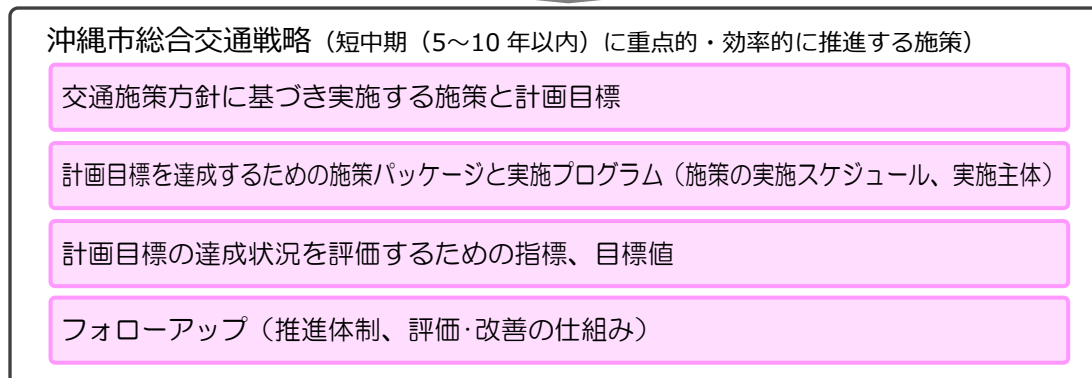 沖縄市総合交通戦略（短中期（5～10 年以内）に重点的・効率的に推進する施策）
交通施策方針に基づき実施する施策と計画目標
計画目標を達成するための施策パッケージと実施プログラム（施策の実施スケジュール、実施主体）
計画目標の達成状況を評価するための指標、目標値
フォローアップ（推進体制、評価･改善の仕組み）